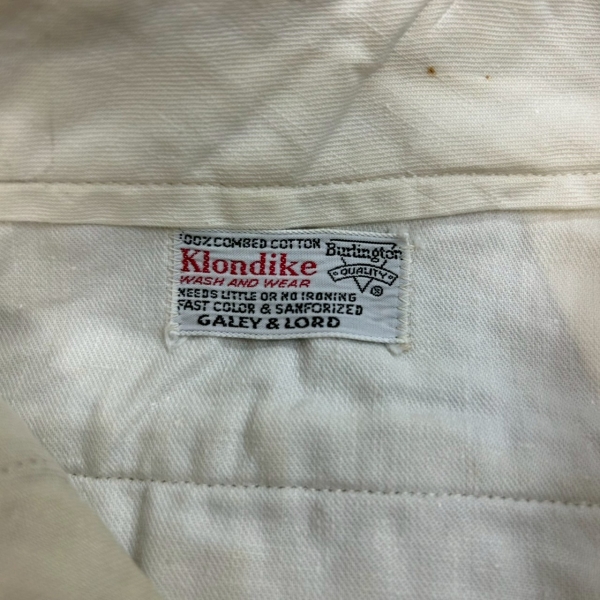 100% COMBED COTTON
Burlington
QUALITY
®
Klondike
WASH AND WEAR
NEEDS LITTLE OR NO IRONING
FAST COLOR & SANFORIZED
GALEY & LORD